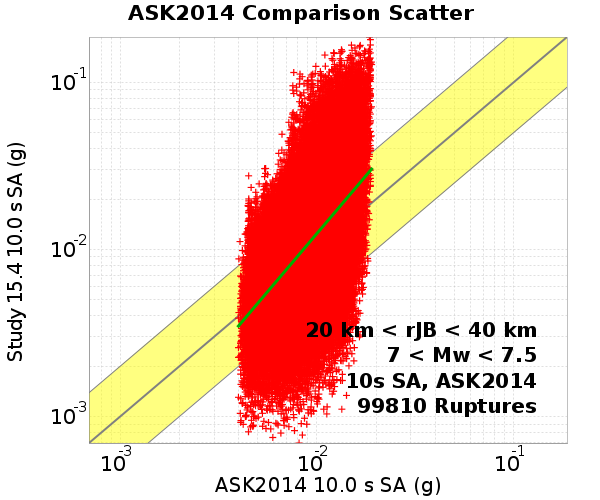 ASK2014 Comparison Scatter
Study 15.4 10.0 s SA (g)
10⁻¹
10⁻²
10⁻³
20 km < rJB < 40 km
7 < Mw < 7.5
10s SA, ASK2014
99810 Ruptures
10⁻³ 10⁻² 10⁻¹
ASK2014 10.0 s SA (g)